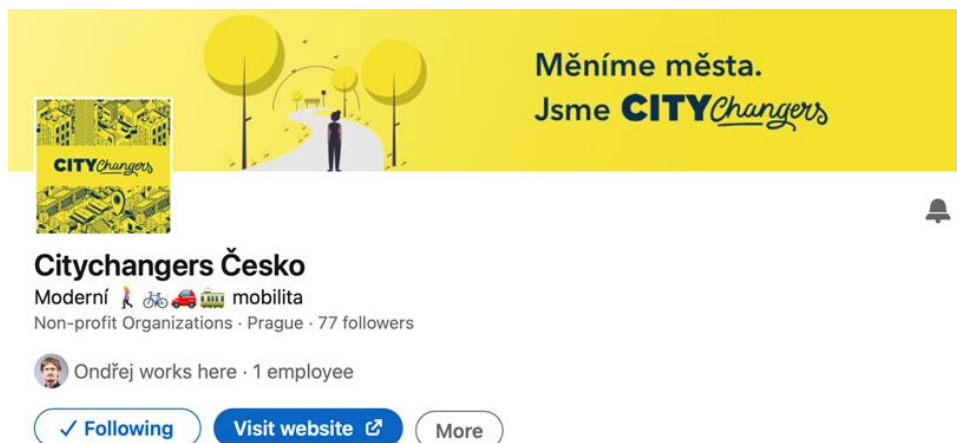 Měníme města.
Jsme CITYChangers
CITYChangers
Citychangers Česko
Moderní 🚶🚲🚗🚋 mobilita
Non-profit Organizations · Prague · 77 followers
Ondřej works here · 1 employee
✓ Following
Visit website
More